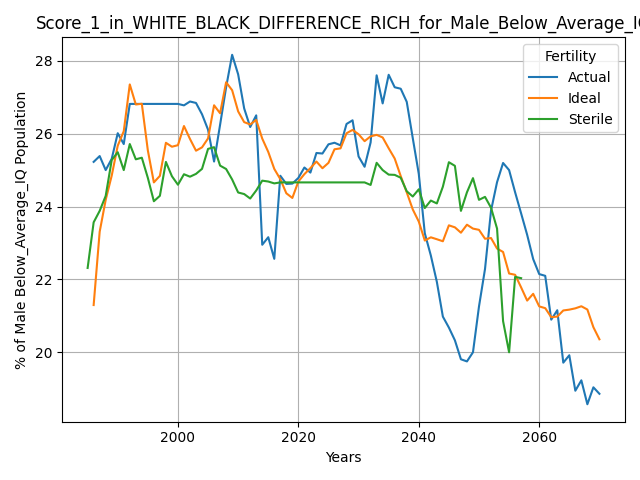 Score_1_in_WHITE_BLACK_DIFFERENCE_RICH_for_Male_Below_Average_IQ
28
26
24
22
20
% of Male Below_Average_IQ Population
Fertility
Actual
Ideal
Sterile
2000
2020
2040
2060
Years